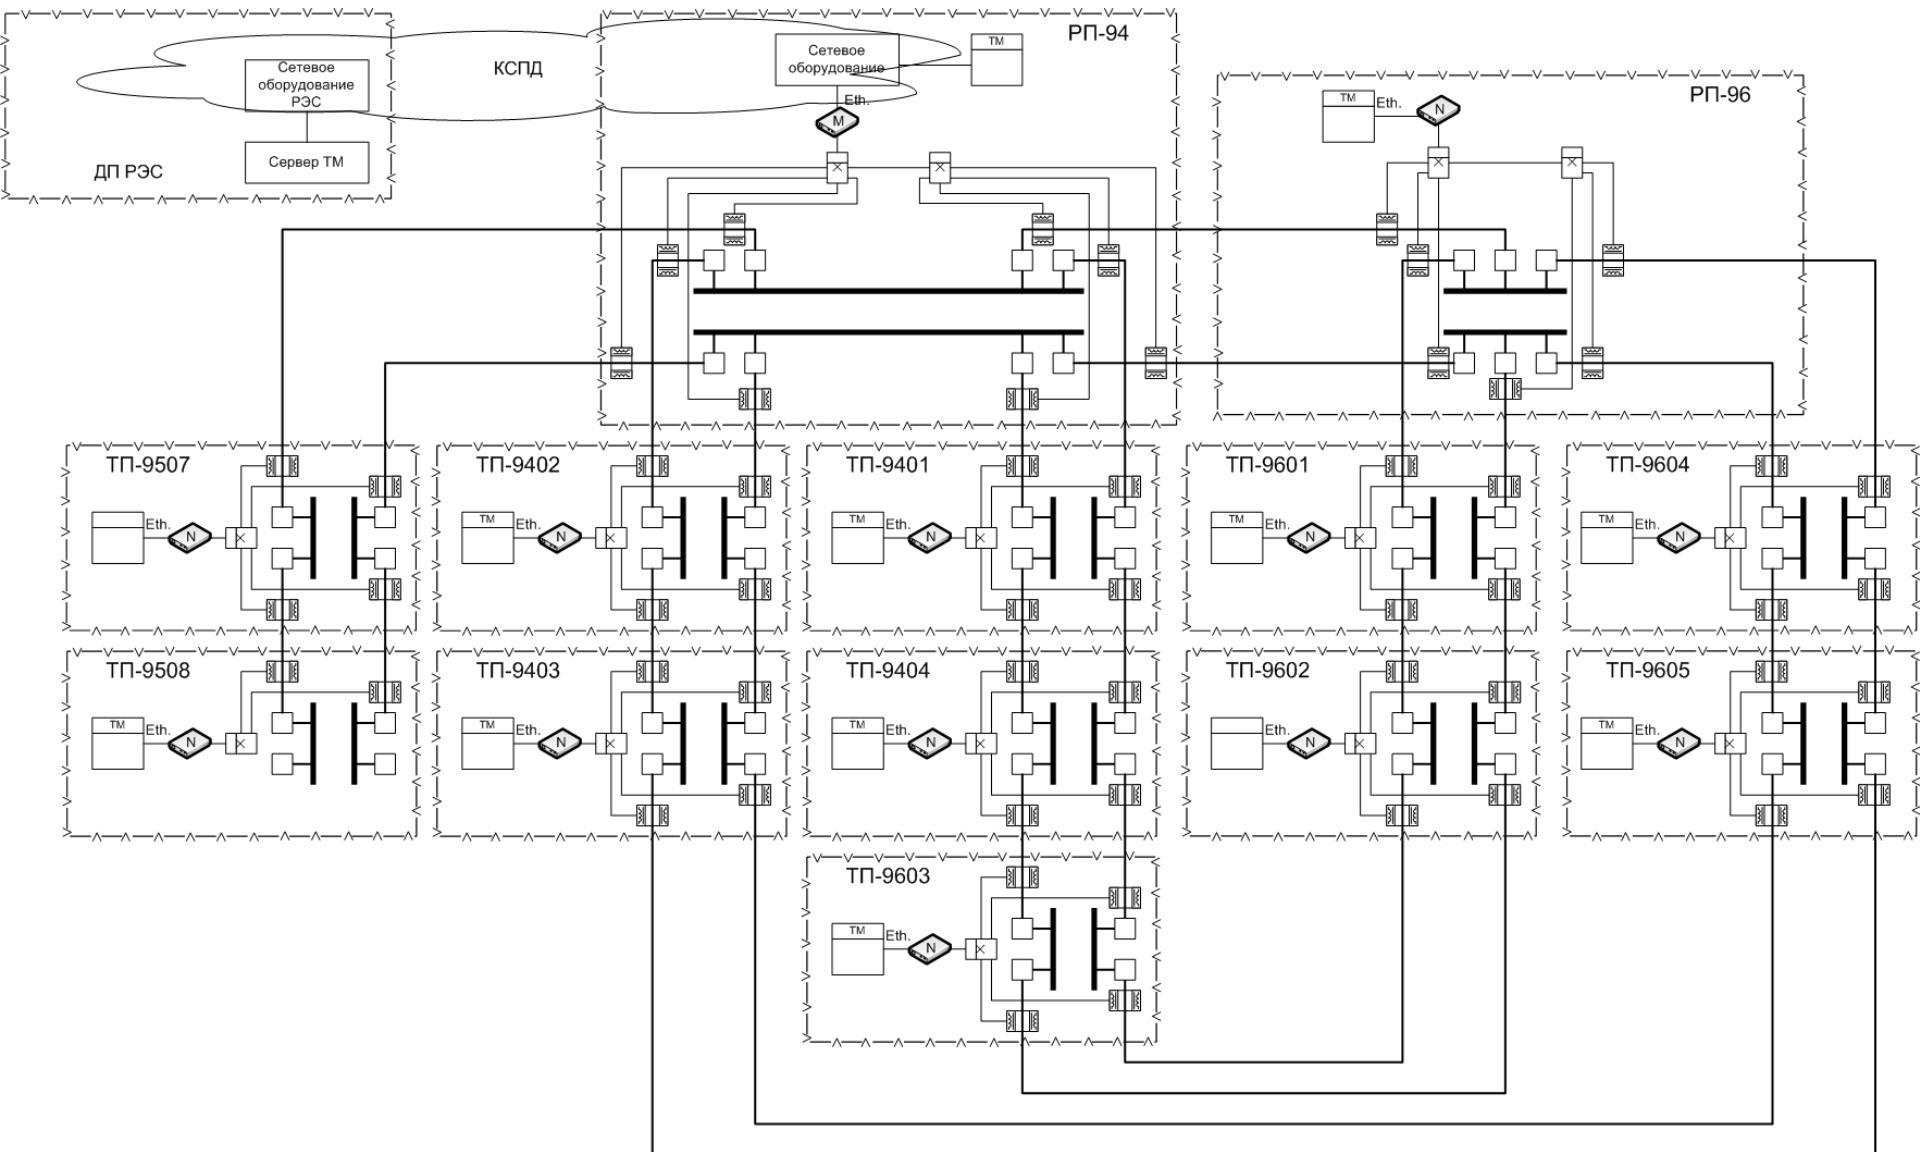 РП-94
Сетевое
оборудование
ТМ
КСПД
Сетевое
оборудование
РЭС
Eth.
M
РП-96
ТМ
Eth.
N
Сервер ТМ
ДП РЭС
ТП-9507
Eth.
N
ТП-9402
ТМ
Eth.
N
ТП-9401
ТМ
Eth.
N
ТП-9601
ТМ
Eth.
N
ТП-9604
ТМ
Eth.
N
ТП-9508
ТМ
Eth.
N
ТП-9403
ТМ
Eth.
N
ТП-9404
ТМ
Eth.
N
ТП-9602
Eth.
N
ТП-9605
ТМ
Eth.
N
ТП-9603
ТМ
Eth.
N